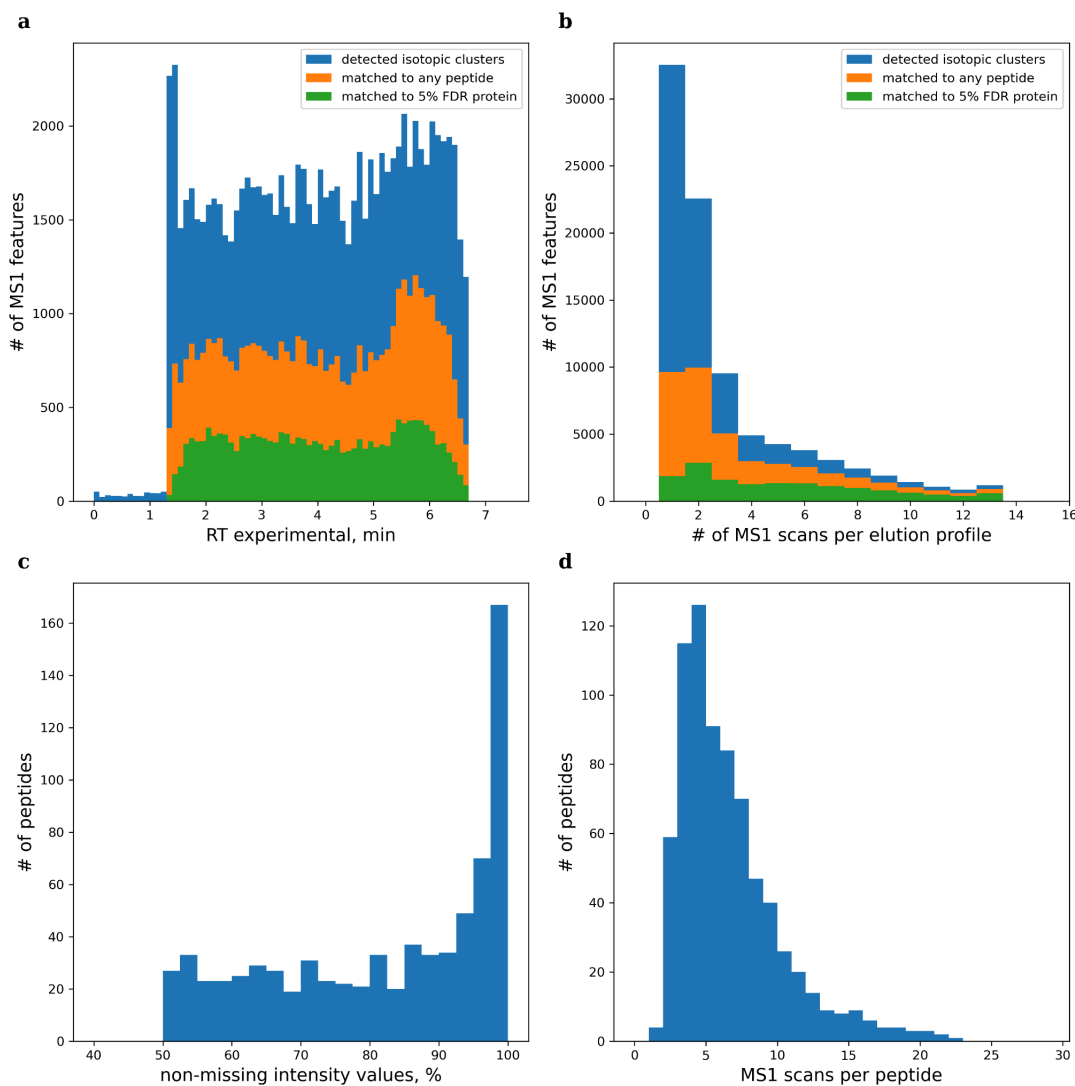 a
detected isotopic clusters
matched to any peptide
matched to 5% FDR protein
# of MS1 features
2000
1500
1000
500
0
0 1 2 3 4 5 6 7
RT experimental, min
b
detected isotopic clusters
matched to any peptide
matched to 5% FDR protein
# of MS1 features
30000
25000
20000
15000
10000
5000
0
0 2 4 6 8 10 12 14 16
# of MS1 scans per elution profile
c
# of peptides
160
140
120
100
80
60
40
20
0
40 50 60 70 80 90 100
non-missing intensity values, %
d
# of peptides
120
100
80
60
40
20
0
0 5 10 15 20 25 30
MS1 scans per peptide